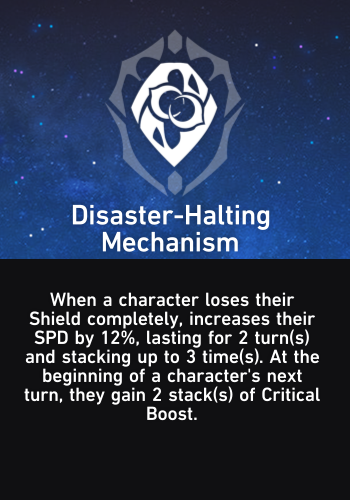 Disaster-Halting
Mechanism
When a character loses their
Shield completely, increases their
SPD by 12%, lasting for 2 turn(s)
and stacking up to 3 time(s). At the
beginning of a character's next
turn, they gain 2 stack(s) of Critical
Boost.